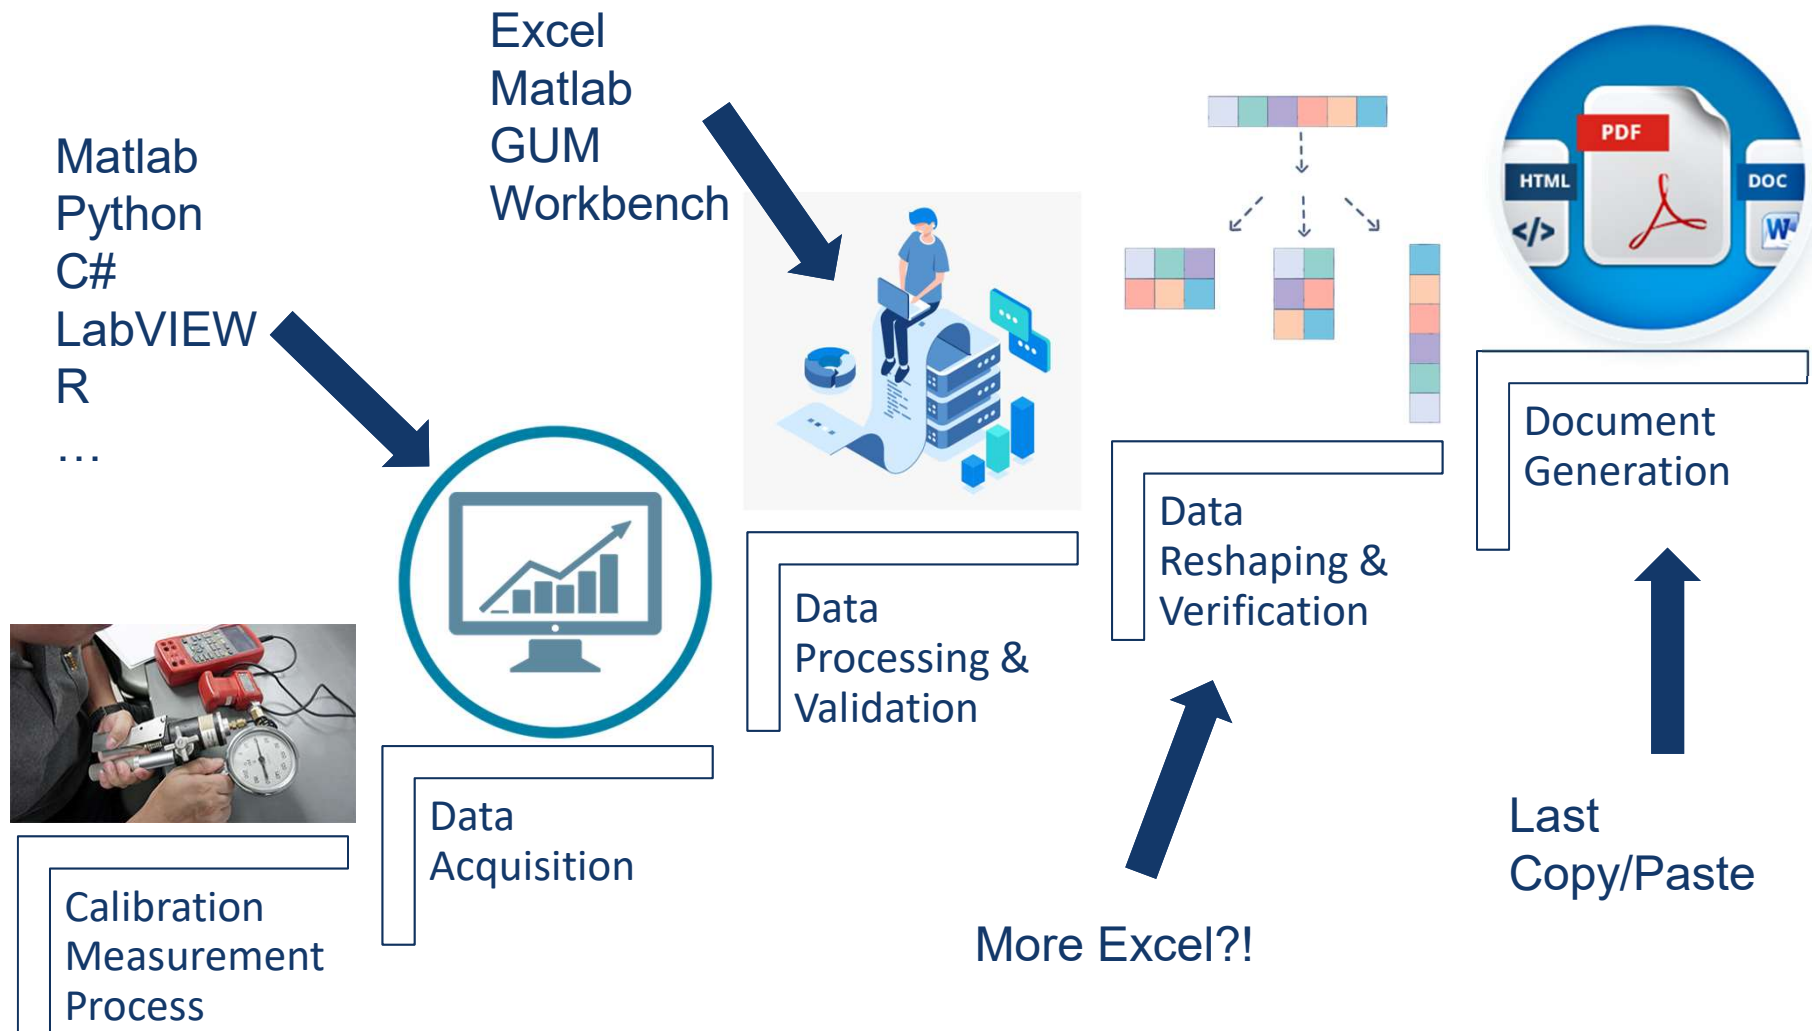 Excel
Matlab
GUM
Workbench
Matlab
Python
C#
LabVIEW
R
...
PDF
HTML
</>
DOC
W
Document
Generation
Data
Reshaping &
Verification
Data
Processing &
Validation
Data
Acquisition
Calibration
Measurement
Process
More Excel?!
Last
Copy/Paste